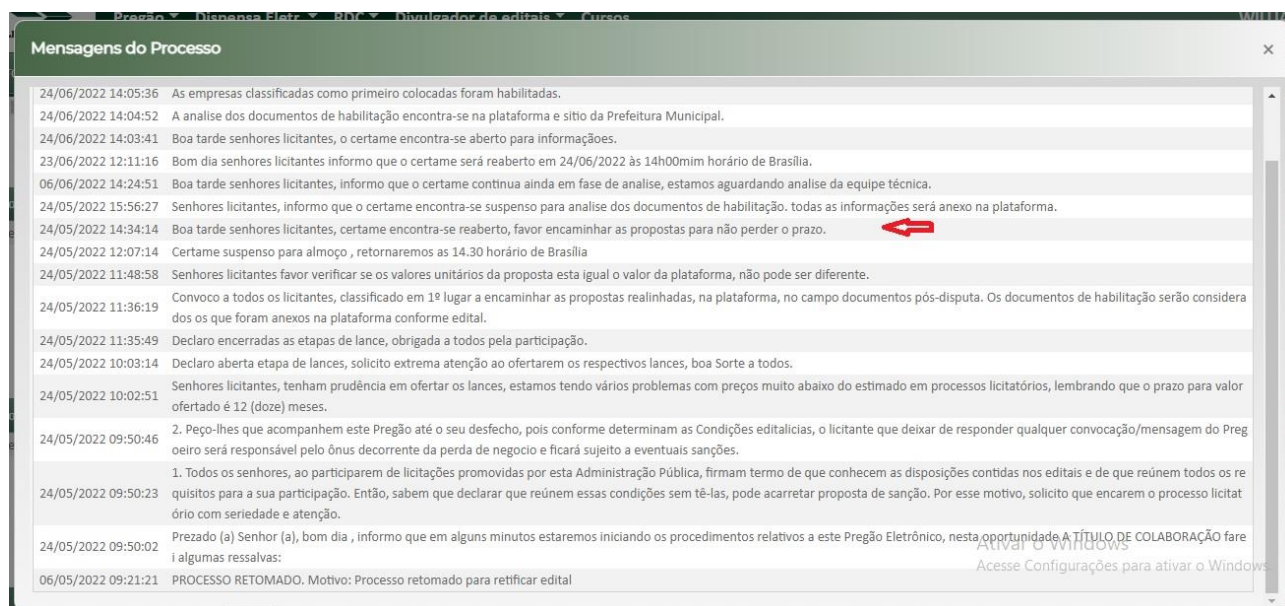 Pregão Dispensa Eletr. RDC Divulgador de editais Cursos
Mensagens do Processo
24/06/2022 14:05:36 As empresas classificadas como primeiro colocadas foram habilitadas.
24/06/2022 14:04:52 A analise dos documentos de habilitação encontra-se na plataforma e sitio da Prefeitura Municipal.
24/06/2022 14:03:41 Boa tarde senhores licitantes, o certame encontra-se aberto para informaçãoes.
23/06/2022 12:11:16 Bom dia senhores licitantes informo que o certame será reaberto em 24/06/2022 às 14h00mim horário de Brasília.
06/06/2022 14:24:51 Boa tarde senhores licitantes, informo que o certame continua ainda em fase de analise, estamos aguardando analise da equipe técnica.
24/05/2022 15:56:27 Senhores licitantes, informo que o certame encontra-se suspenso para analise dos documentos de habilitação. todas as informações será anexo na plataforma.
24/05/2022 14:34:14 Boa tarde senhores licitantes, certame encontra-se reaberto, favor encaminhar as propostas para não perder o prazo.
24/05/2022 12:07:14 Certame suspenso para almoço , retornaremos as 14.30 horário de Brasília
24/05/2022 11:48:58 Senhores licitantes favor verificar se os valores unitários da proposta esta igual o valor da plataforma, não pode ser diferente.
24/05/2022 11:36:19 Convoco a todos os licitantes, classificado em 1º lugar a encaminhar as propostas realinhadas, na plataforma, no campo documentos pós-disputa. Os documentos de habilitação serão considera
dos os que foram anexos na plataforma conforme edital.
24/05/2022 11:35:49 Declaro encerradas as etapas de lance, obrigada a todos pela participação.
24/05/2022 10:03:14 Declaro aberta etapa de lances, solicito extrema atenção ao ofertarem os respectivos lances, boa Sorte a todos.
24/05/2022 10:02:51 Senhores licitantes, tenham prudência em ofertar os lances, estamos tendo vários problemas com preços muito abaixo do estimado em processos licitatórios, lembrando que o prazo para valor
ofertado é 12 (doze) meses.
24/05/2022 09:50:46 2. Peço-lhes que acompanhem este Pregão até o seu desfecho, pois conforme determinam as Condições editalicias, o licitante que deixar de responder qualquer convocação/mensagem do Preg
oeiro será responsável pelo ônus decorrente da perda de negocio e ficará sujeito a eventuais sanções.
24/05/2022 09:50:23 1. Todos os senhores, ao participarem de licitações promovidas por esta Administração Pública, firmam termo de que conhecem as disposições contidas nos editais e de que reúnem todos os re
quisitos para a sua participação. Então, sabem que declarar que reúnem essas condições sem tê-las, pode acarretar proposta de sanção. Por esse motivo, solicito que encarem o processo licitat
ório com seriedade e atenção.
24/05/2022 09:50:02 Prezado (a) Senhor (a), bom dia , informo que em alguns minutos estaremos iniciando os procedimentos relativos a este Pregão Eletrônico, nesta oportunidade A TÍTULO DE COLABORAÇÃO fare
i algumas ressalvas:
06/05/2022 09:21:21 PROCESSO RETOMADO. Motivo: Processo retomado para retificar edital
Ativar o Windows
Acesse Configurações para ativar o Windows.